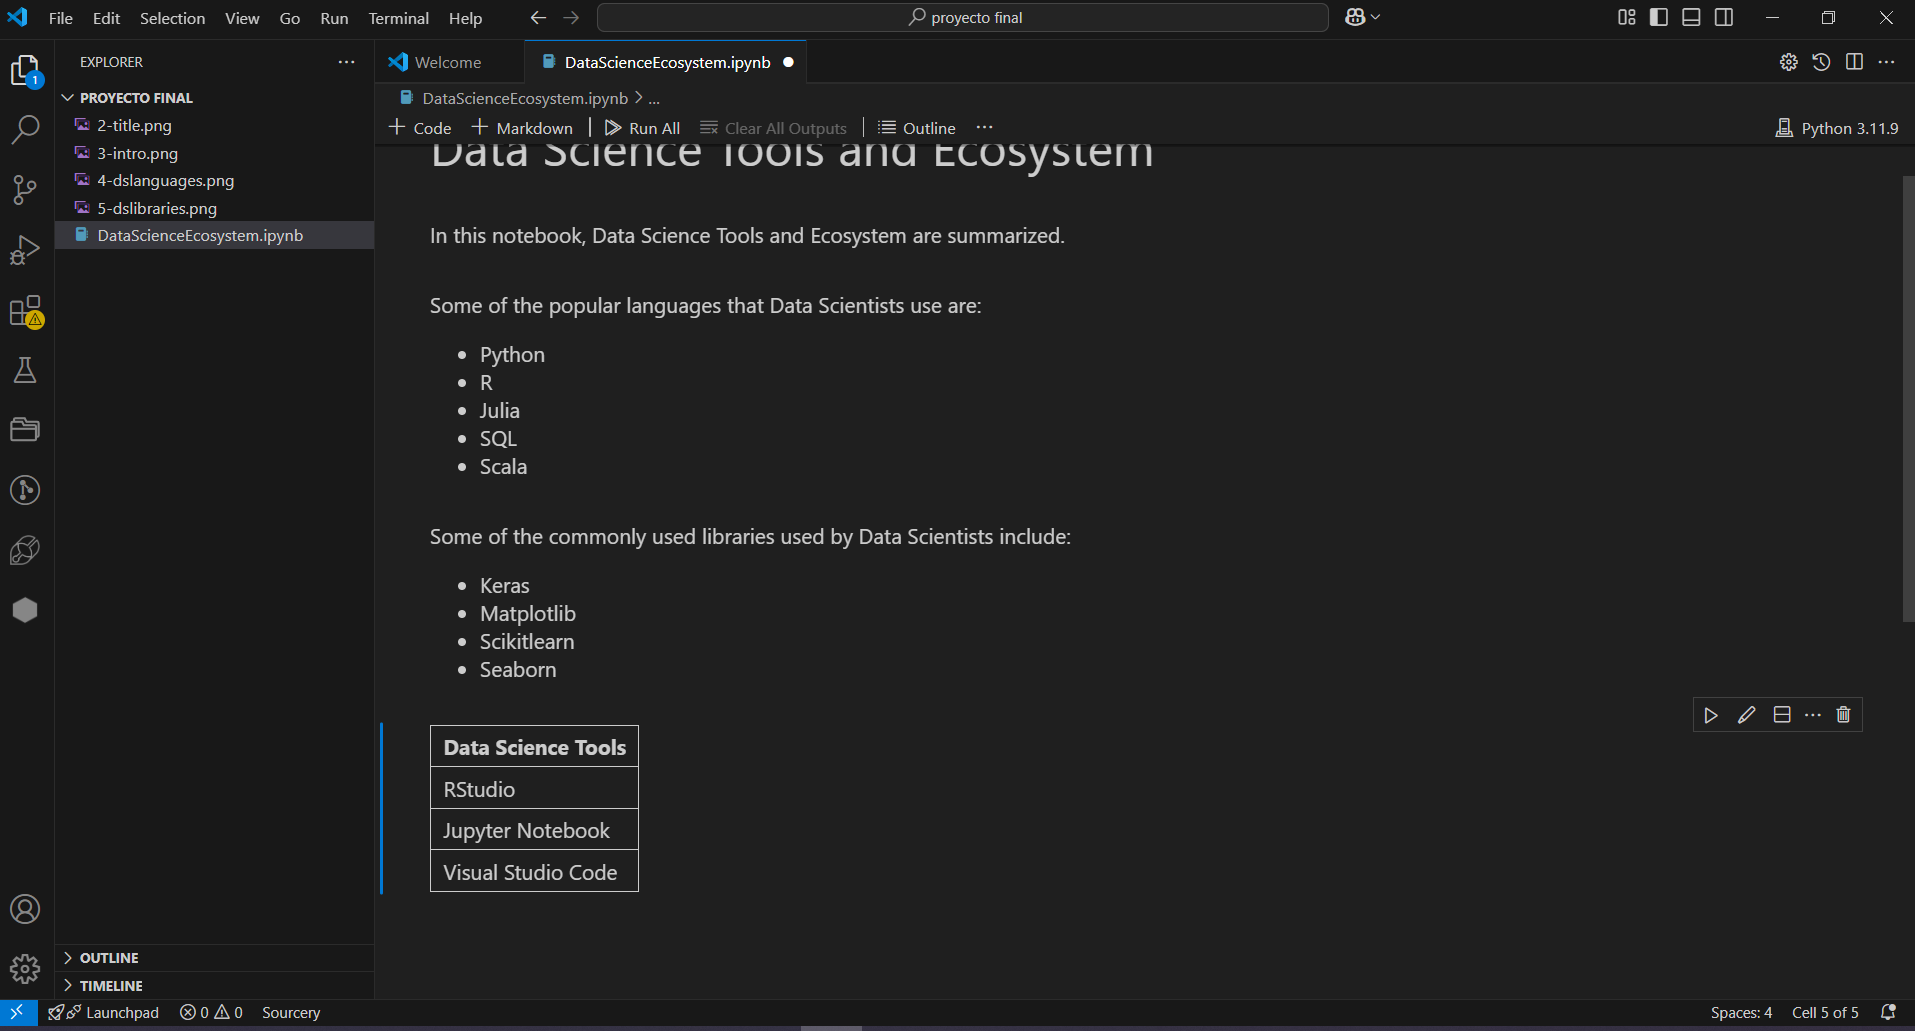 File Edit Selection View Go Run Terminal Help
proyecto final
EXPLORER
Welcome
DataScienceEcosystem.ipynb
1
PROYECTO FINAL
2-title.png
3-intro.png
4-dslanguages.png
5-dslibraries.png
DataScienceEcosystem.ipynb
DataScienceEcosystem.ipynb > ...
+ Code + Markdown Run All Clear All Outputs Outline ...
Python 3.11.9
Data Science Tools and Ecosystem
In this notebook, Data Science Tools and Ecosystem are summarized.
Some of the popular languages that Data Scientists use are:
• Python
• R
• Julia
• SQL
• Scala
Some of the commonly used libraries used by Data Scientists include:
• Keras
• Matplotlib
• Scikitlearn
• Seaborn
Data Science Tools
RStudio
Jupyter Notebook
Visual Studio Code
OUTLINE
TIMELINE
Launchpad 0 0 Sourcery
Spaces: 4 Cell 5 of 5